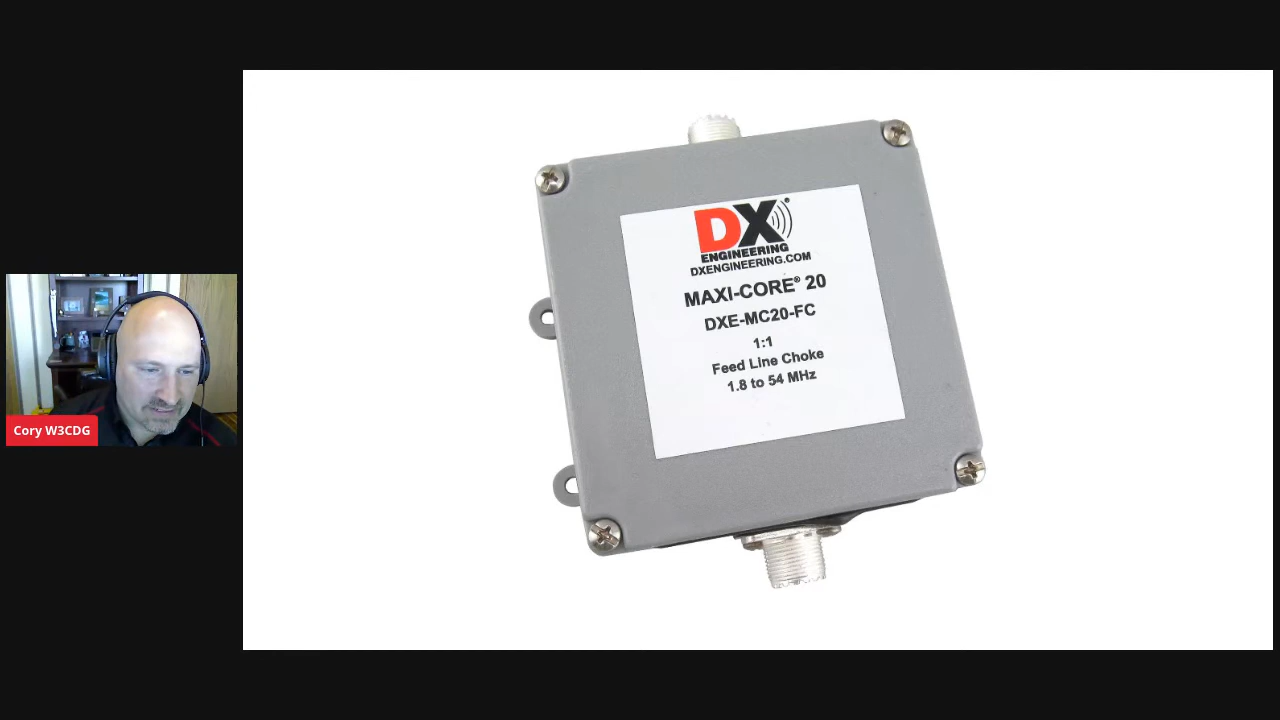 DX®
ENGINEERING
DXENGINEERING.COM
MAXI-CORE® 20
DXE-MC20-FC
1:1
Feed Line Choke
1.8 to 54 MHz
Cory W3CDG